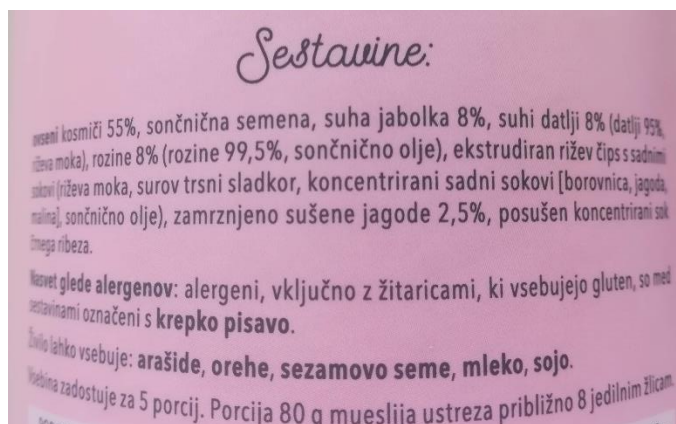 Sestavine:
ovseni kosmiči 55%, sončnična semena, suha jabolka 8%, suhi datlji 8% (datlji 95%,
riževa moka), rozine 8% (rozine 99,5%, sončnično olje), ekstrudiran rižev čips s sadnimi
sokovi (riževa moka, surov trsni sladkor, koncentrirani sadni sokovi [borovnica, jagoda,
malina], sončnično olje), zamrznjeno sušene jagode 2,5%, posušen koncentrirani sok
črnega ribeza.
Nasvet glede alergenov: alergeni, vključno z žitaricami, ki vsebujejo gluten, so med
sestavinami označeni s krepko pisavo.
Živilo lahko vsebuje: arašide, orehe, sezamovo seme, mleko, sojo.
Vsebina zadostuje za 5 porcij. Porcija 80 g mueslija ustreza približno 8 jedilnim žlicam.